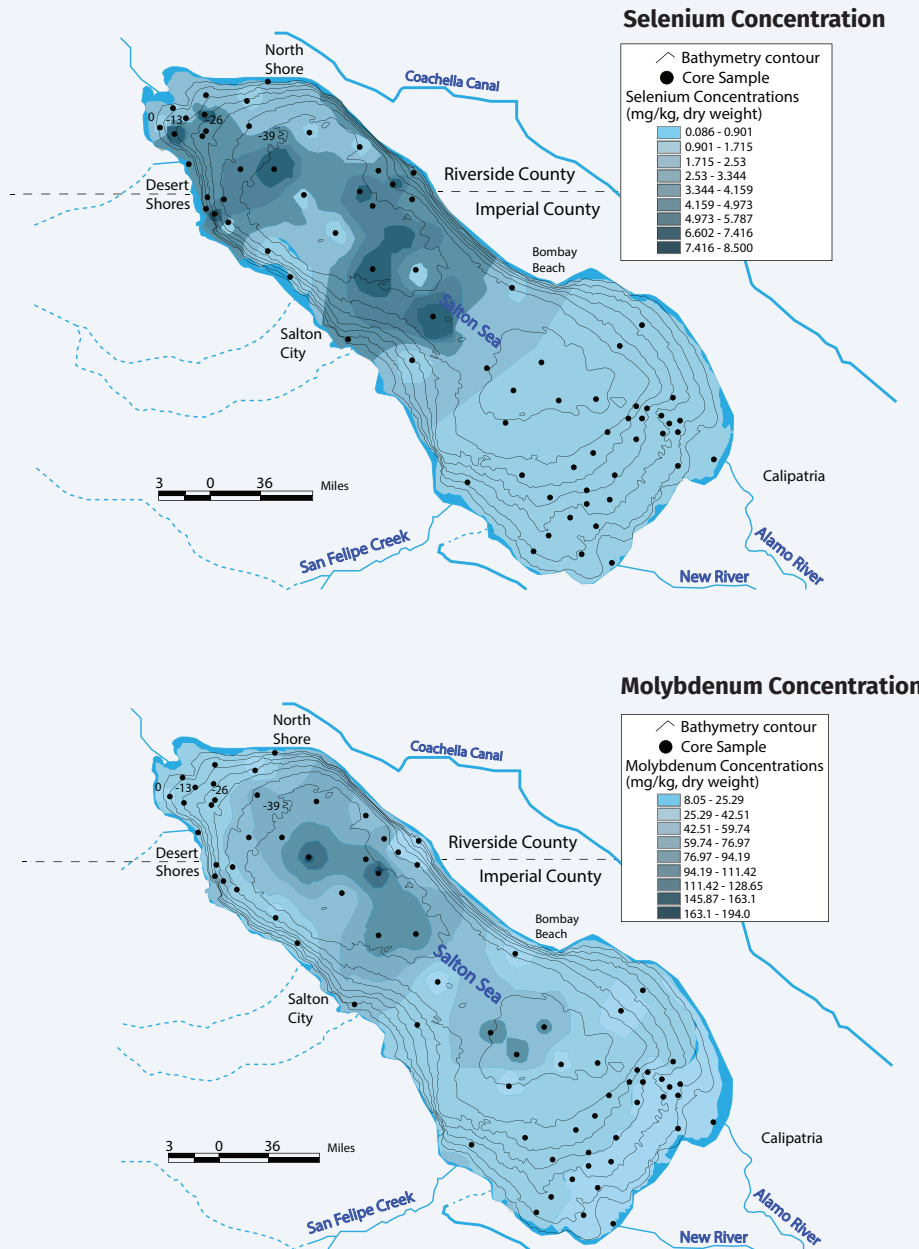 Selenium Concentration
Bathymetry contour
Core Sample
Selenium Concentrations
(mg/kg, dry weight)
0.086 - 0.901
0.901 - 1.715
1.715 - 2.53
2.53 - 3.344
3.344 - 4.159
4.159 - 4.973
4.973 - 5.787
6.602 - 7.416
7.416 - 8.500
North
Shore
Coachella Canal
0
-13
-26
-39
Riverside County
Desert
Shores
Imperial County
Bombay
Beach
Salton Sea
Salton
City
3 0 36 Miles
Calipatria
San Felipe Creek
Alamo River
New River
Molybdenum Concentration
Bathymetry contour
Core Sample
Molybdenum Concentrations
(mg/kg, dry weight)
8.05 - 25.29
25.29 - 42.51
42.51 - 59.74
59.74 - 76.97
76.97 - 94.19
94.19 - 111.42
111.42 - 128.65
145.87 - 163.1
163.1 - 194.0
North
Shore
Coachella Canal
0
-13
-26
-39
Riverside County
Desert
Shores
Imperial County
Bombay
Beach
Salton Sea
Salton
City
3 0 36 Miles
Calipatria
San Felipe Creek
Alamo River
New River